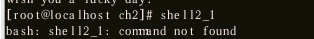 wish you a lucky day!
[root@localhost ch2]# shell2_1
bash: shell2_1: command not found